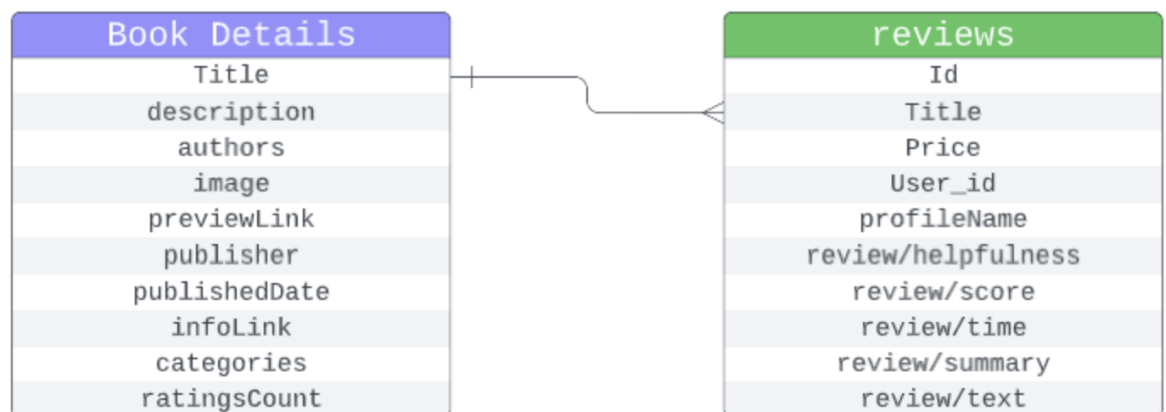 Book Details
Title
description
authors
image
previewLink
publisher
publishedDate
infoLink
categories
ratingsCount
reviews
Id
Title
Price
User_id
profileName
review/helpfulness
review/score
review/time
review/summary
review/text